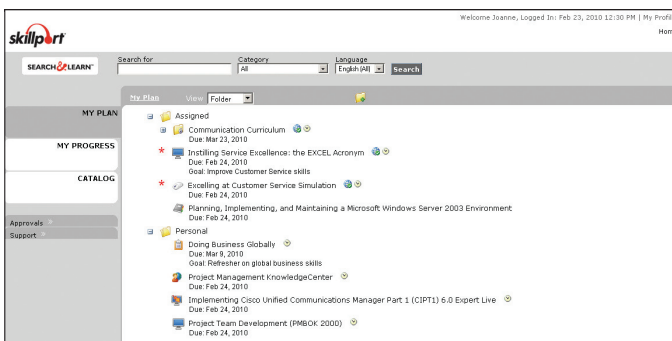 Welcome Joanne, Logged In: Feb 23, 2010 12:30 PM | My Profil
skillport
Hom
SEARCH & LEARN™
Search for
Category
Language
All
English (All)
Search
My Plan
View
Folder
MY PLAN
MY PROGRESS
CATALOG
Approvals
Support
Assigned
Communication Curriculum
Due: Mar 23, 2010
* Instilling Service Excellence: the EXCEL Acronym
Due: Feb 24, 2010
Goal: Improve Customer Service skills
* Excelling at Customer Service Simulation
Due: Feb 24, 2010
Planning, Implementing, and Maintaining a Microsoft Windows Server 2003 Environment
Due: Feb 24, 2010
Personal
Doing Business Globally
Due: Mar 9, 2010
Goal: Refresher on global business skills
Project Management KnowledgeCenter
Due: Feb 24, 2010
Implementing Cisco Unified Communications Manager Part 1 (CIPT1) 6.0 Expert Live
Due: Feb 24, 2010
Project Team Development (PMBOK 2000)
Due: Feb 24, 2010